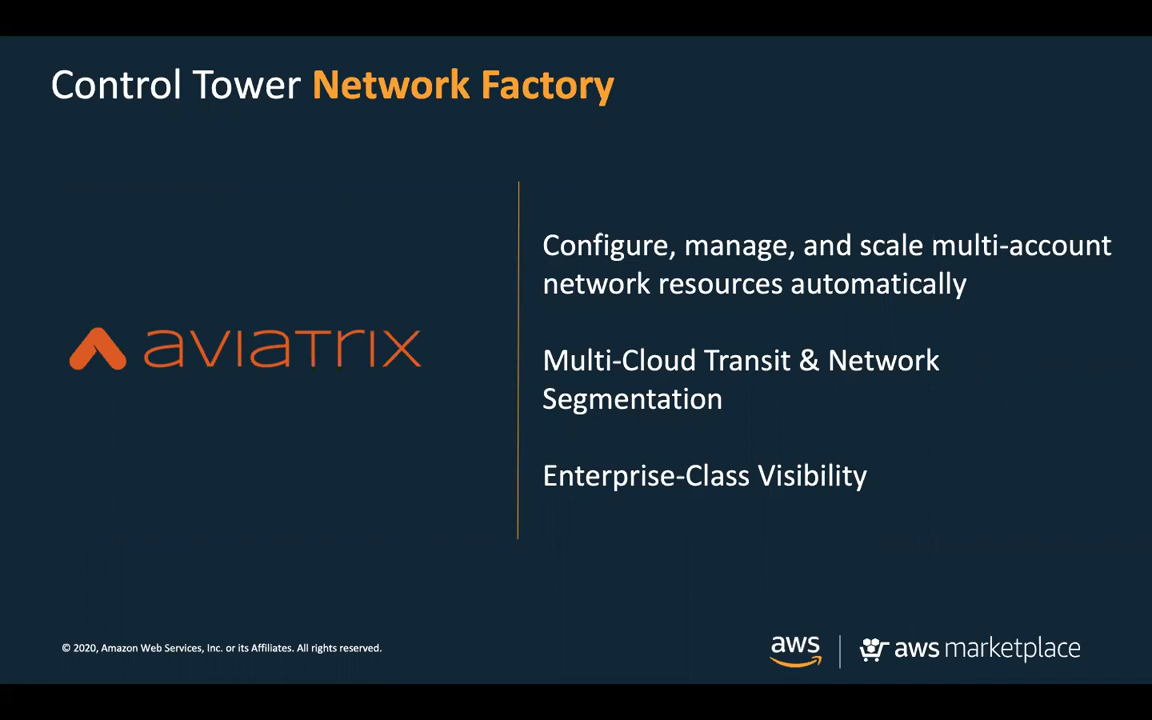 Control Tower Network Factory
aviatrix
Configure, manage, and scale multi-account
network resources automatically
Multi-Cloud Transit & Network
Segmentation
Enterprise-Class Visibility
© 2020, Amazon Web Services, Inc. or its Affiliates. All rights reserved.
aws
aws marketplace